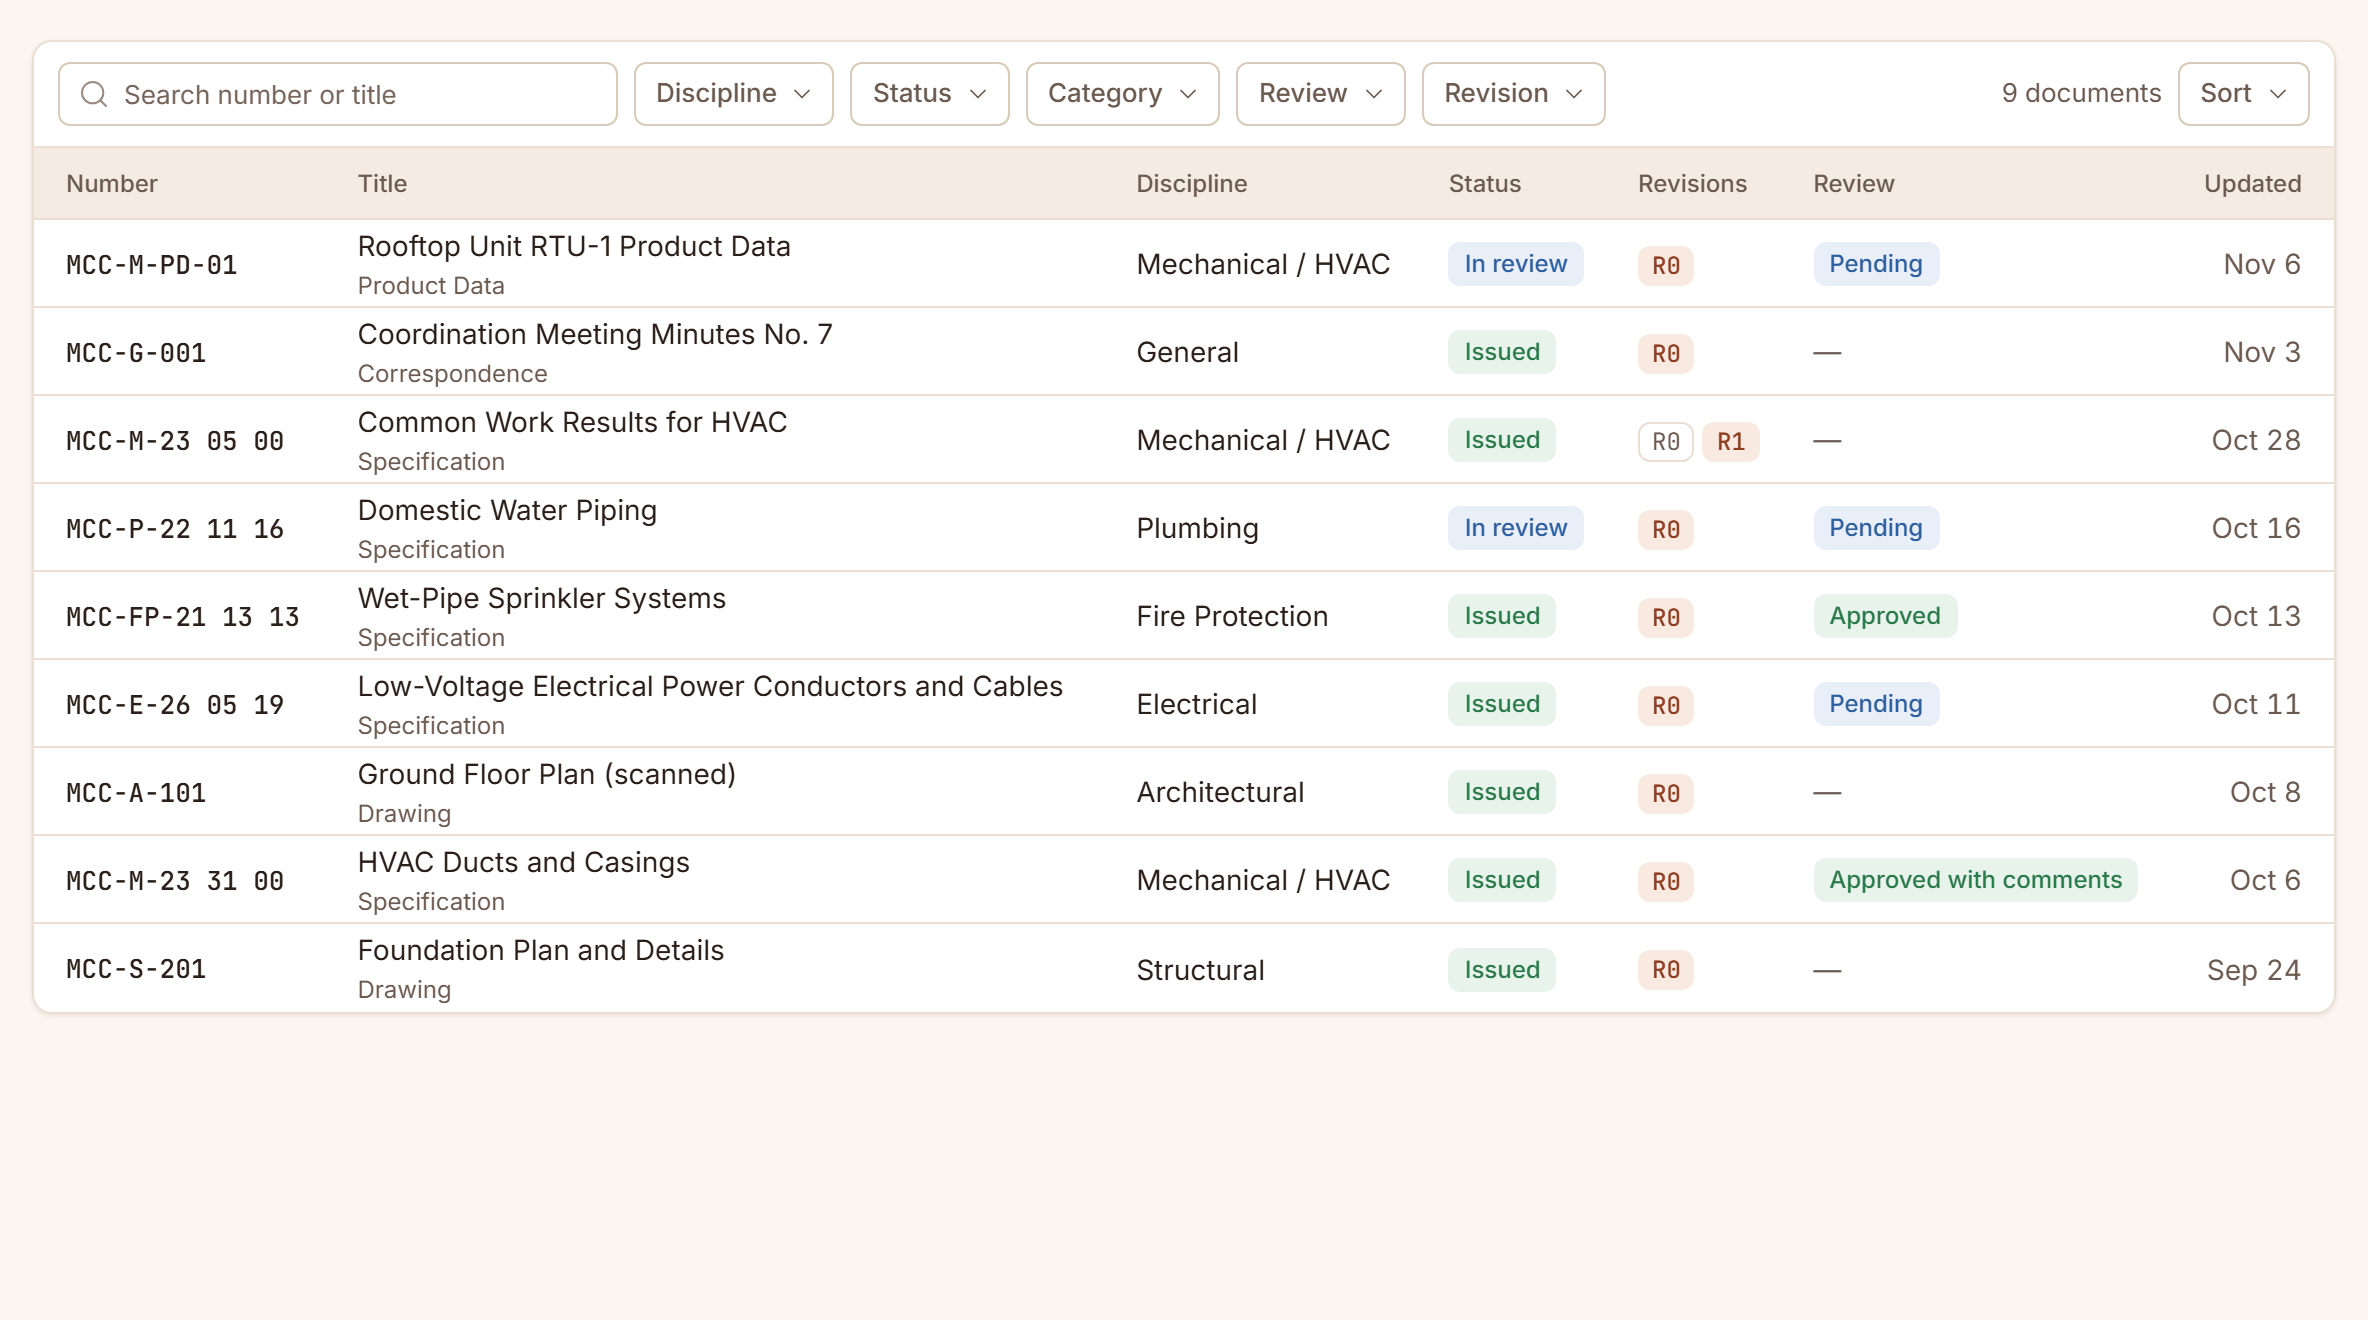 Search number or title Discipline Status Category Review Revision 9 documents Sort
Number Title Discipline Status Revisions Review Updated
MCC-M-PD-01 Rooftop Unit RTU-1 Product Data Mechanical / HVAC In review R0 Pending Nov 6
Product Data
MCC-G-001 Coordination Meeting Minutes No. 7 General Issued R0 — Nov 3
Correspondence
MCC-M-23 05 00 Common Work Results for HVAC Mechanical / HVAC Issued R0 R1 — Oct 28
Specification
MCC-P-22 11 16 Domestic Water Piping Plumbing In review R0 Pending Oct 16
Specification
MCC-FP-21 13 13 Wet-Pipe Sprinkler Systems Fire Protection Issued R0 Approved Oct 13
Specification
MCC-E-26 05 19 Low-Voltage Electrical Power Conductors and Cables Electrical Issued R0 Pending Oct 11
Specification
MCC-A-101 Ground Floor Plan (scanned) Architectural Issued R0 — Oct 8
Drawing
MCC-M-23 31 00 HVAC Ducts and Casings Mechanical / HVAC Issued R0 Approved with comments Oct 6
Specification
MCC-S-201 Foundation Plan and Details Structural Issued R0 — Sep 24
Drawing